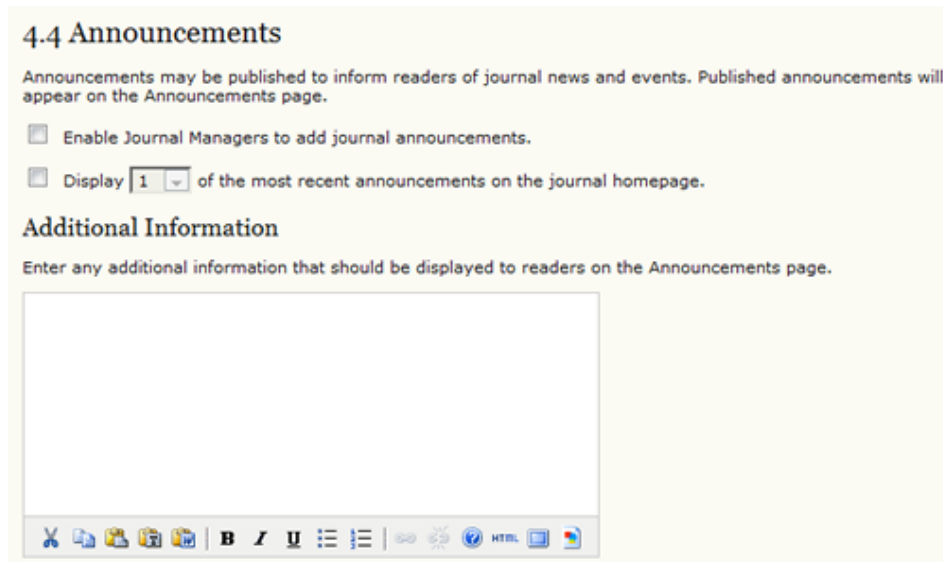 4.4 Announcements
Announcements may be published to inform readers of journal news and events. Published announcements will
appear on the Announcements page.
Enable Journal Managers to add journal announcements.
Display 1 of the most recent announcements on the journal homepage.
Additional Information
Enter any additional information that should be displayed to readers on the Announcements page.
B I U HTML